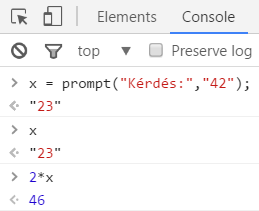 Elements Console
top Preserve log
> x = prompt("Kérdés:","42");
"23"
> x
"23"
> 2*x
46